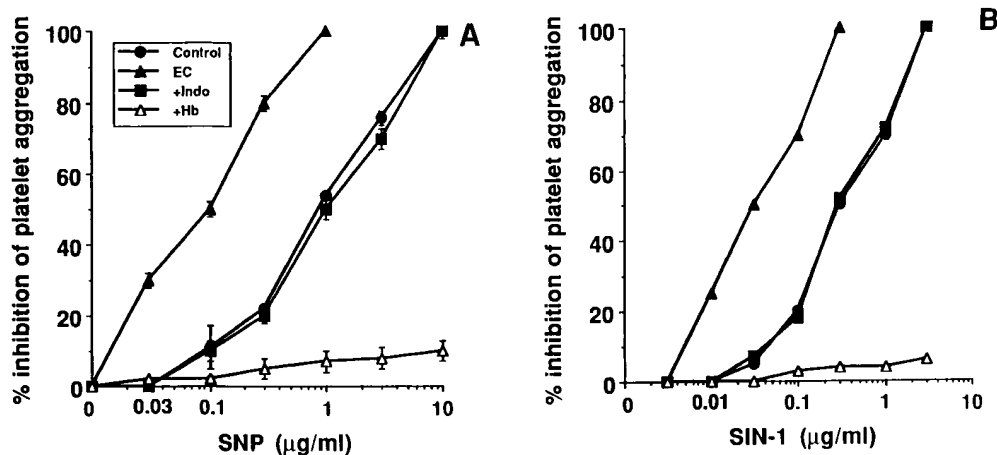 A
% inhibition of platelet aggregation
100
80
60
40
20
0
Control
EC
+Indo
+Hb
0 0.03 0.1 1 10
SNP (μg/ml)
B
% inhibition of platelet aggregation
100
80
60
40
20
0
0 0.01 0.1 1 10
SIN-1 (μg/ml)